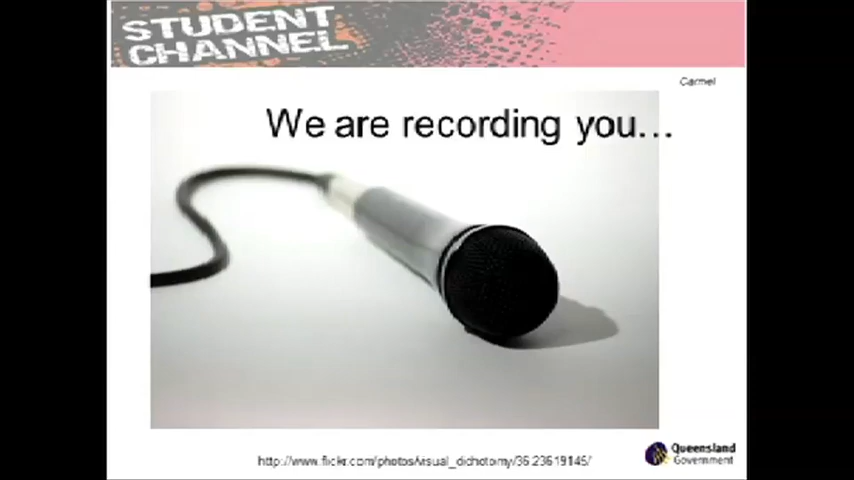 STUDENT
CHANNEL
Carmel
We are recording you...
Queensland
Government